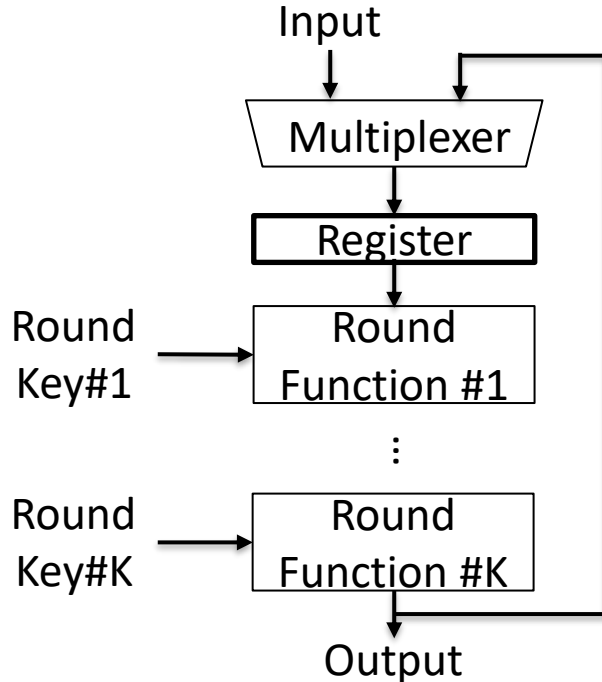 Input
Multiplexer
Register
Round
Key#1
Round
Function #1
...
Round
Key#K
Round
Function #K
Output